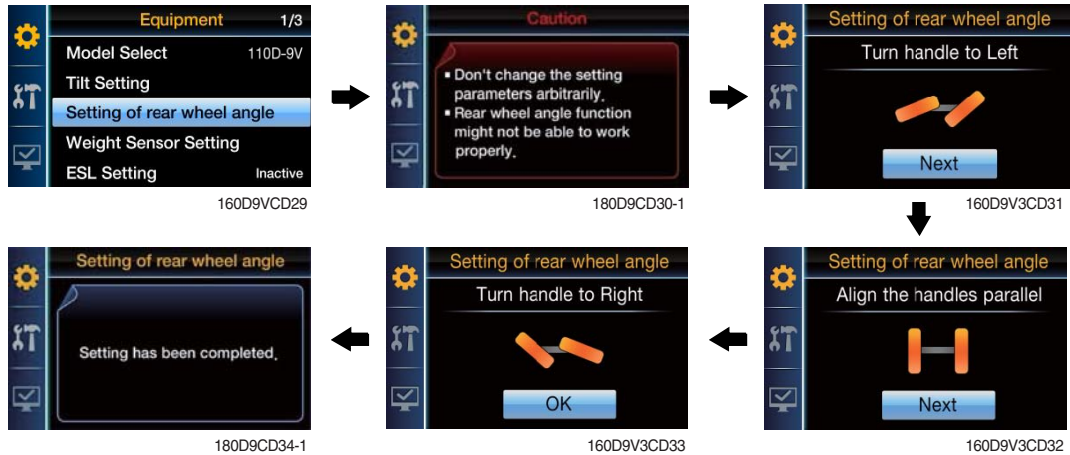 Equipment 1/3
Model Select 110D-9V
Tilt Setting
Setting of rear wheel angle
Weight Sensor Setting
ESL Setting Inactive
160D9VCD29
Caution
▪ Don't change the setting
parameters arbitrarily.
▪ Rear wheel angle function
might not be able to work
properly.
180D9CD30-1
Setting of rear wheel angle
Turn handle to Left
Next
160D9V3CD31
Setting of rear wheel angle
Align the handles parallel
Next
160D9V3CD32
Setting of rear wheel angle
Turn handle to Right
OK
160D9V3CD33
Setting of rear wheel angle
Setting has been completed.
180D9CD34-1